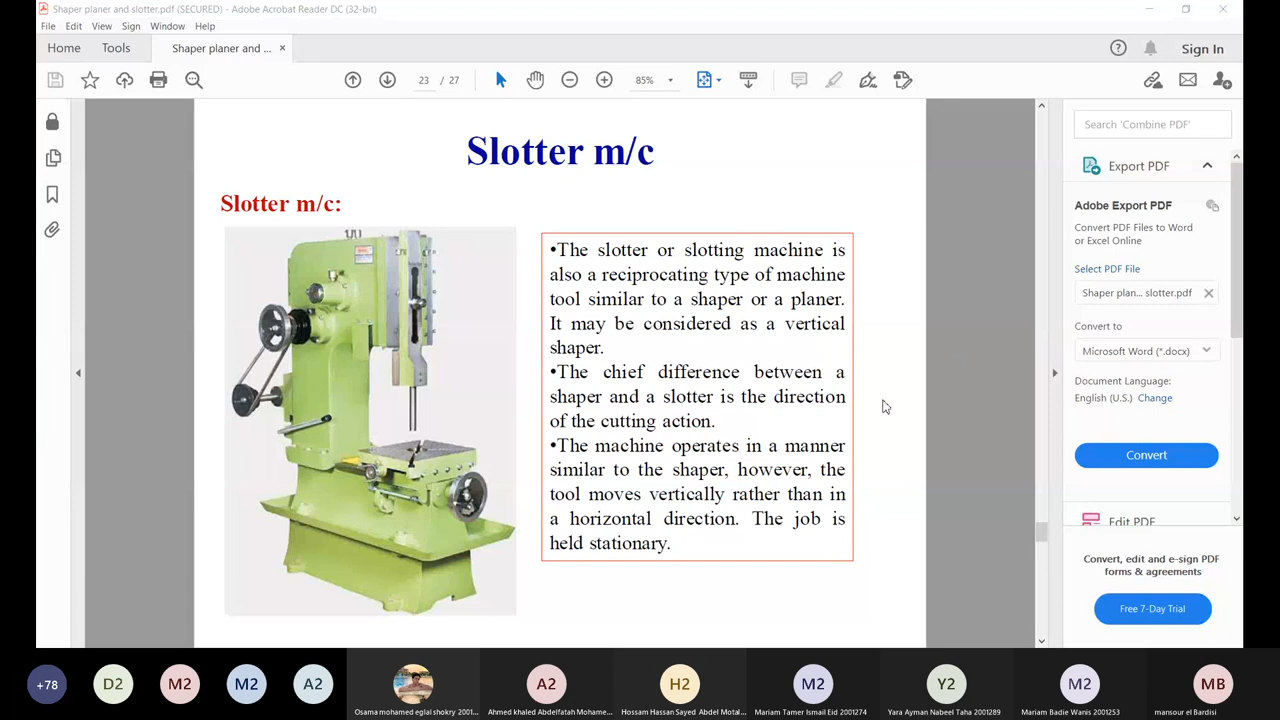 Shaper planer and slotter.pdf (SECURED) - Adobe Acrobat Reader DC (32-bit)
File Edit View Sign Window Help
Home Tools Shaper planer and ... × Sign In
23 / 27 85%
Slotter m/c
Slotter m/c:
•The slotter or slotting machine is
also a reciprocating type of machine
tool similar to a shaper or a planer.
It may be considered as a vertical
shaper.
•The chief difference between a
shaper and a slotter is the direction
of the cutting action.
•The machine operates in a manner
similar to the shaper, however, the
tool moves vertically rather than in
a horizontal direction. The job is
held stationary.
Search 'Combine PDF'
Export PDF
Adobe Export PDF
Convert PDF Files to Word
or Excel Online
Select PDF File
Shaper plan... slotter.pdf
Convert to
Microsoft Word (*.docx)
Document Language:
English (U.S.) Change
Convert
Edit PDF
Convert, edit and e-sign PDF
forms & agreements
Free 7-Day Trial
+78 D2 M2 M2 A2 A2 H2 M2 Y2 M2 MB
Osama mohamed eglal shokry 2001... Ahmed khaled Abdelfatah Mohame... Hossam Hassan Sayed Abdel Motal... Mariam Tamer Ismail Eid 2001274 Yara Ayman Nabeel Taha 2001289 Mariam Badie Wanis 2001253 mansour el Bardisi